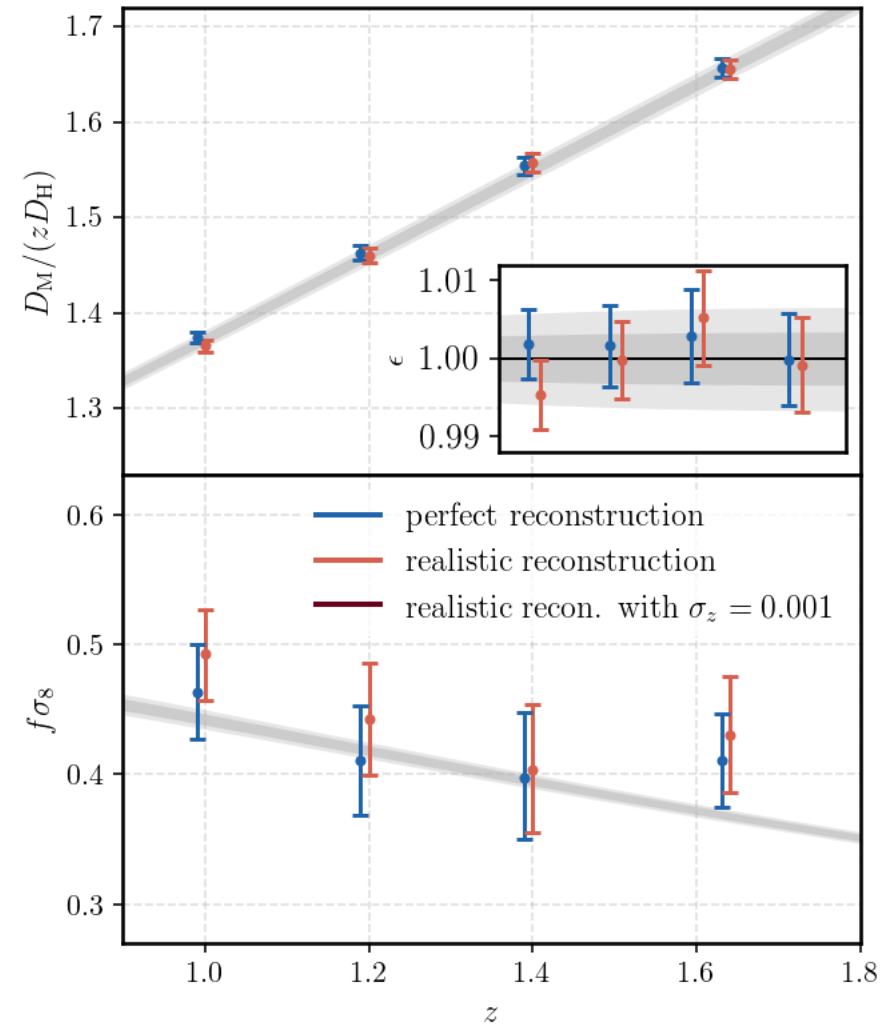 1.7
1.6
1.5
1.4
1.3
D_M/(zD_H)
1.01
1.00
0.99
ϵ
perfect reconstruction
realistic reconstruction
realistic recon. with σ_z = 0.001
0.6
0.5
0.4
0.3
fσ_8
1.0 1.2 1.4 1.6 1.8
z